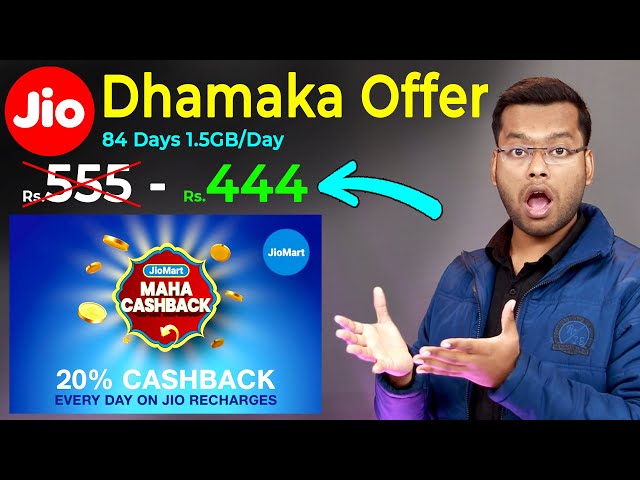 Jio
Dhamaka Offer
84 Days 1.5GB/Day
Rs.555 - Rs.444
JioMart
MAHA
CASHBACK
JioMart
20% CASHBACK
EVERY DAY ON JIO RECHARGES